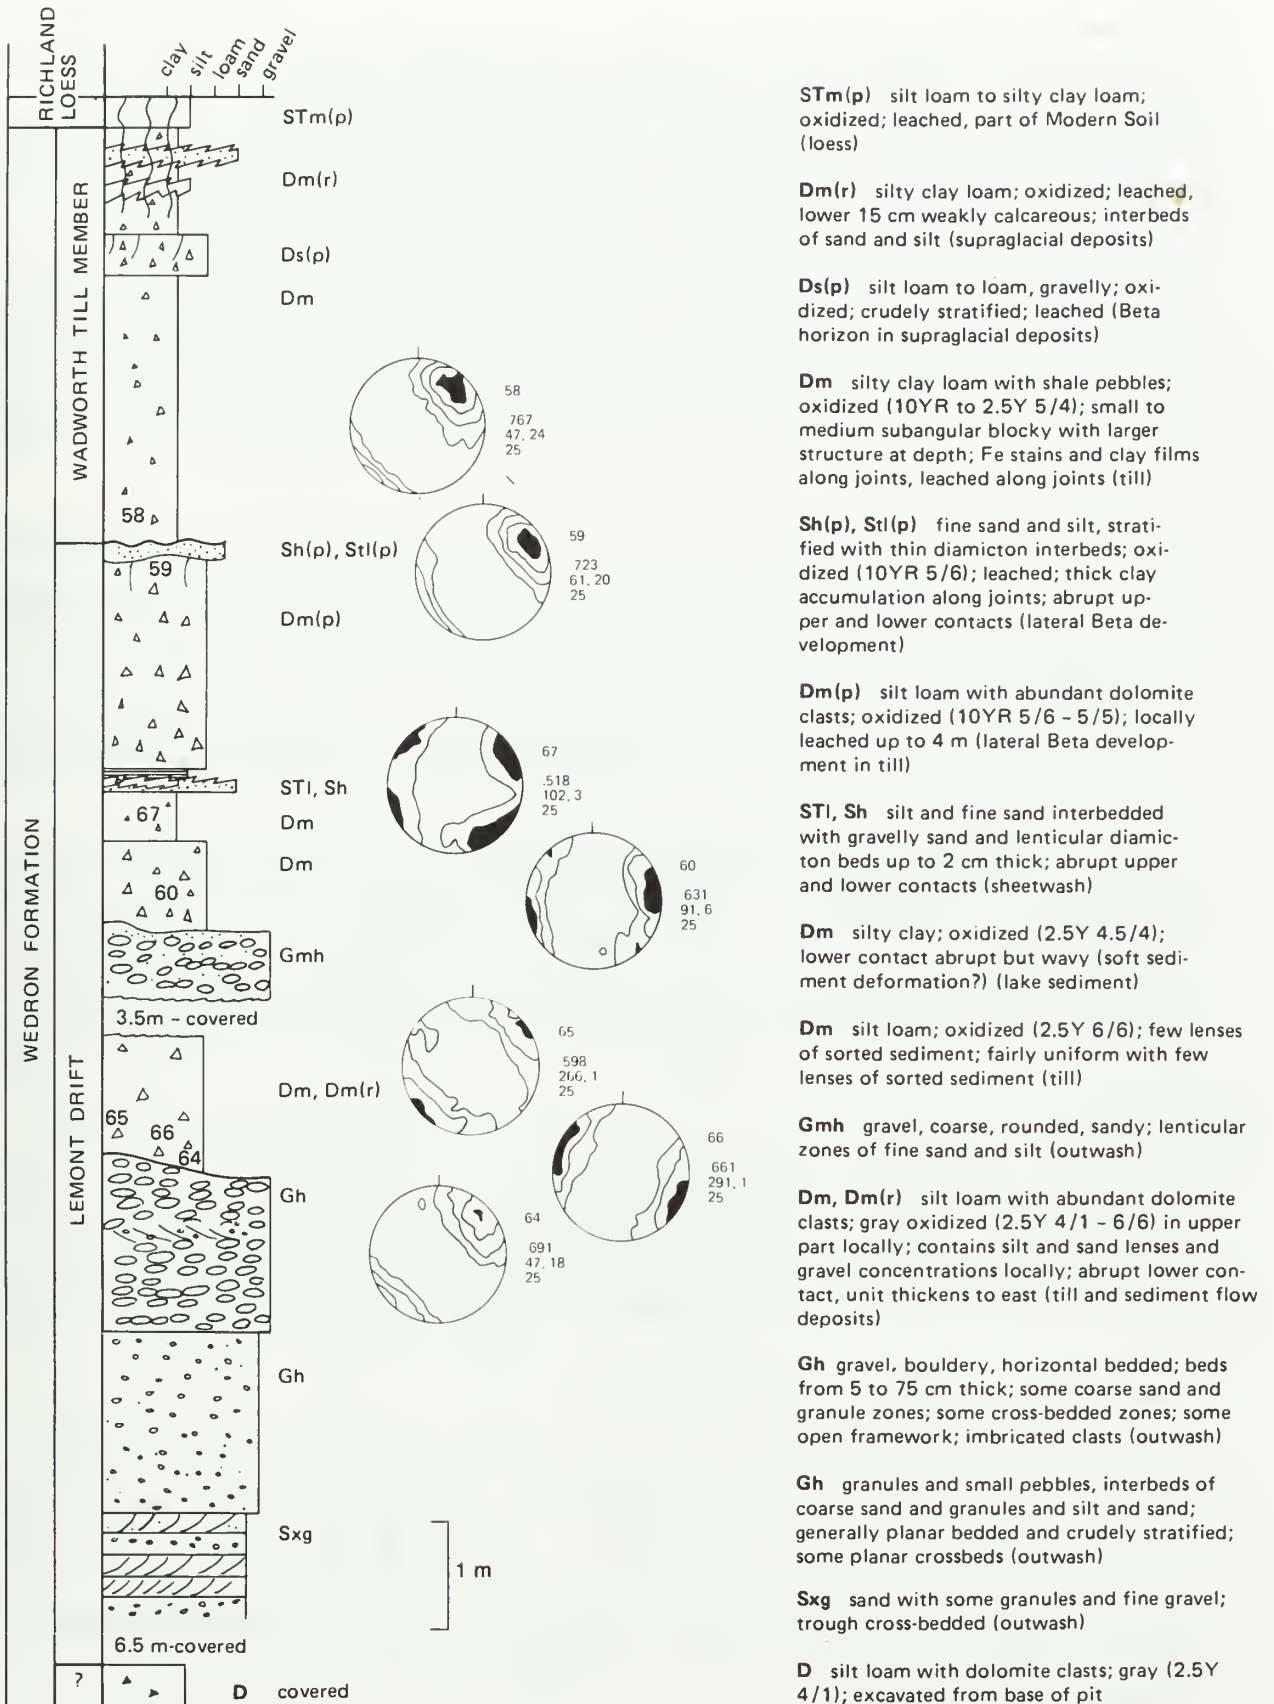 RICHLAND
LOESS
clay
silt
loam
sand
gravel
WEDRON FORMATION
WADWORTH TILL MEMBER
LEMONT DRIFT
STm(p)
Dm(r)
Ds(p)
Dm
58
Sh(p), Stl(p)
59
Dm(p)
STl, Sh
67
Dm
Dm
60
Gmh
3.5m – covered
Dm, Dm(r)
65
66
64
Gh
Gh
Sxg
1 m
6.5 m-covered
?
D covered
58
767
47, 24
25
59
723
61, 20
25
67
.518
102, 3
25
60
631
91, 6
25
65
598
266, 1
25
66
661
291, 1
25
64
691
47, 18
25
STm(p) silt loam to silty clay loam;
oxidized; leached, part of Modern Soil
(loess)
Dm(r) silty clay loam; oxidized; leached,
lower 15 cm weakly calcareous; interbeds
of sand and silt (supraglacial deposits)
Ds(p) silt loam to loam, gravelly; oxi-
dized; crudely stratified; leached (Beta
horizon in supraglacial deposits)
Dm silty clay loam with shale pebbles;
oxidized (10YR to 2.5Y 5/4); small to
medium subangular blocky with larger
structure at depth; Fe stains and clay films
along joints, leached along joints (till)
Sh(p), Stl(p) fine sand and silt, strati-
fied with thin diamicton interbeds; oxi-
dized (10YR 5/6); leached; thick clay
accumulation along joints; abrupt up-
per and lower contacts (lateral Beta de-
velopment)
Dm(p) silt loam with abundant dolomite
clasts; oxidized (10YR 5/6 – 5/5); locally
leached up to 4 m (lateral Beta develop-
ment in till)
STl, Sh silt and fine sand interbedded
with gravelly sand and lenticular diamic-
ton beds up to 2 cm thick; abrupt upper
and lower contacts (sheetwash)
Dm silty clay; oxidized (2.5Y 4.5/4);
lower contact abrupt but wavy (soft sedi-
ment deformation?) (lake sediment)
Dm silt loam; oxidized (2.5Y 6/6); few lenses
of sorted sediment; fairly uniform with few
lenses of sorted sediment (till)
Gmh gravel, coarse, rounded, sandy; lenticular
zones of fine sand and silt (outwash)
Dm, Dm(r) silt loam with abundant dolomite
clasts; gray oxidized (2.5Y 4/1 – 6/6) in upper
part locally; contains silt and sand lenses and
gravel concentrations locally; abrupt lower con-
tact, unit thickens to east (till and sediment flow
deposits)
Gh gravel, bouldery, horizontal bedded; beds
from 5 to 75 cm thick; some coarse sand and
granule zones; some cross-bedded zones; some
open framework; imbricated clasts (outwash)
Gh granules and small pebbles, interbeds of
coarse sand and granules and silt and sand;
generally planar bedded and crudely stratified;
some planar crossbeds (outwash)
Sxg sand with some granules and fine gravel;
trough cross-bedded (outwash)
D silt loam with dolomite clasts; gray (2.5Y
4/1); excavated from base of pit